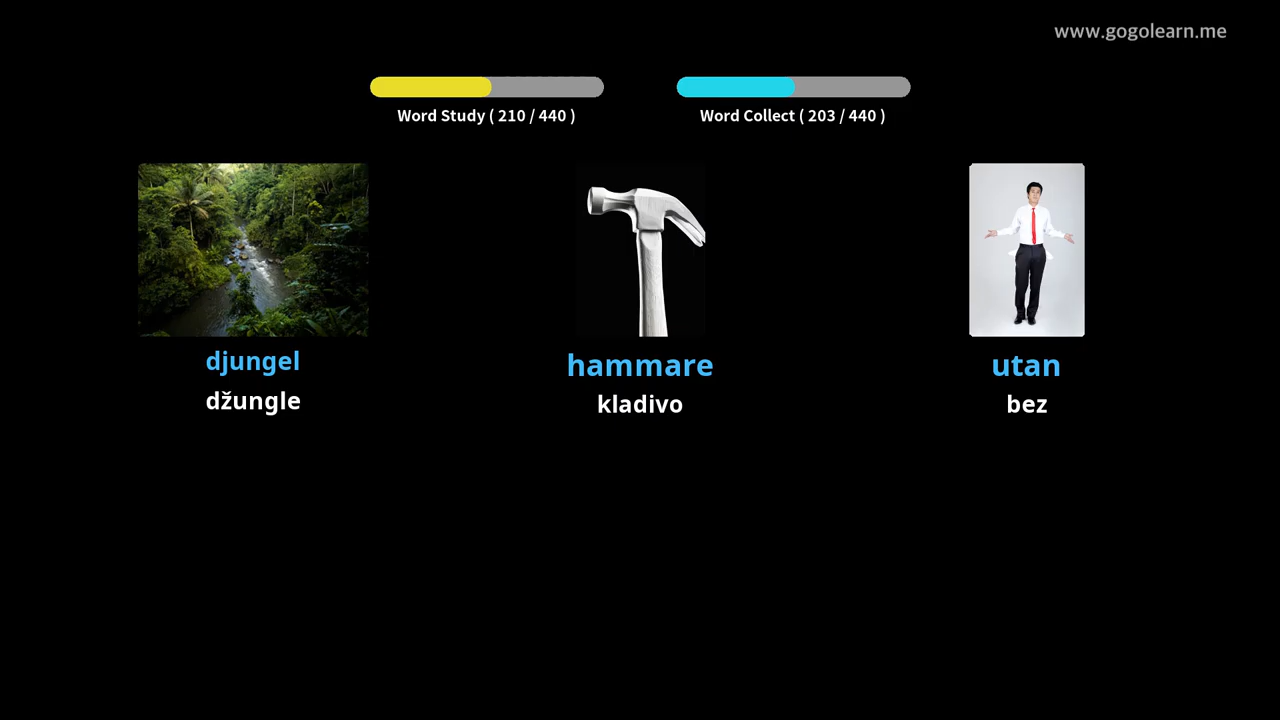 www.gogolearn.me
Word Study ( 210 / 440 )
Word Collect ( 203 / 440 )
djungel
džungle
hammare
kladivo
utan
bez